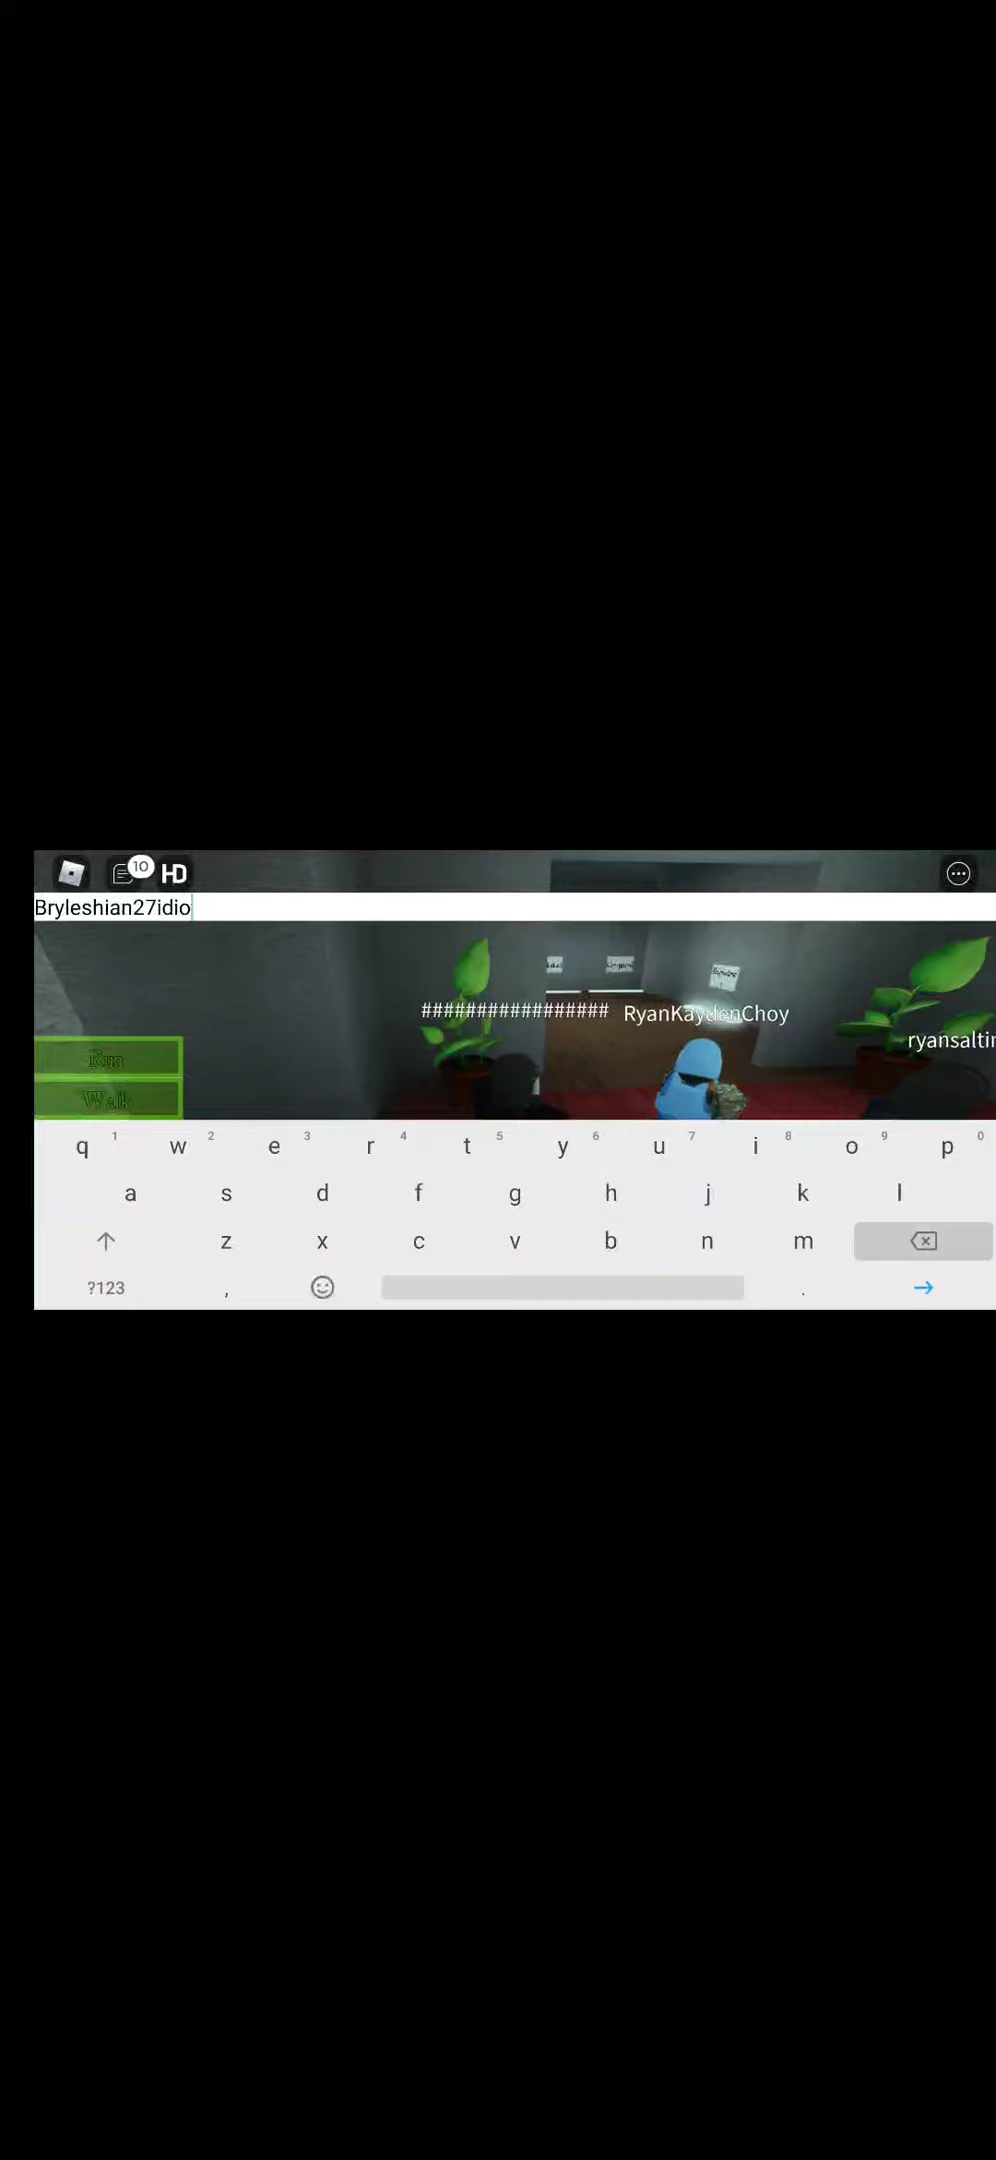 10 HD
Bryleshian27idio
################# RyanKaydenChoy
ryansaltin
Run
Walk
q 1 w 2 e 3 r 4 t 5 y 6 u 7 i 8 o 9 p 0
a s d f g h j k l
z x c v b n m
?123 , .